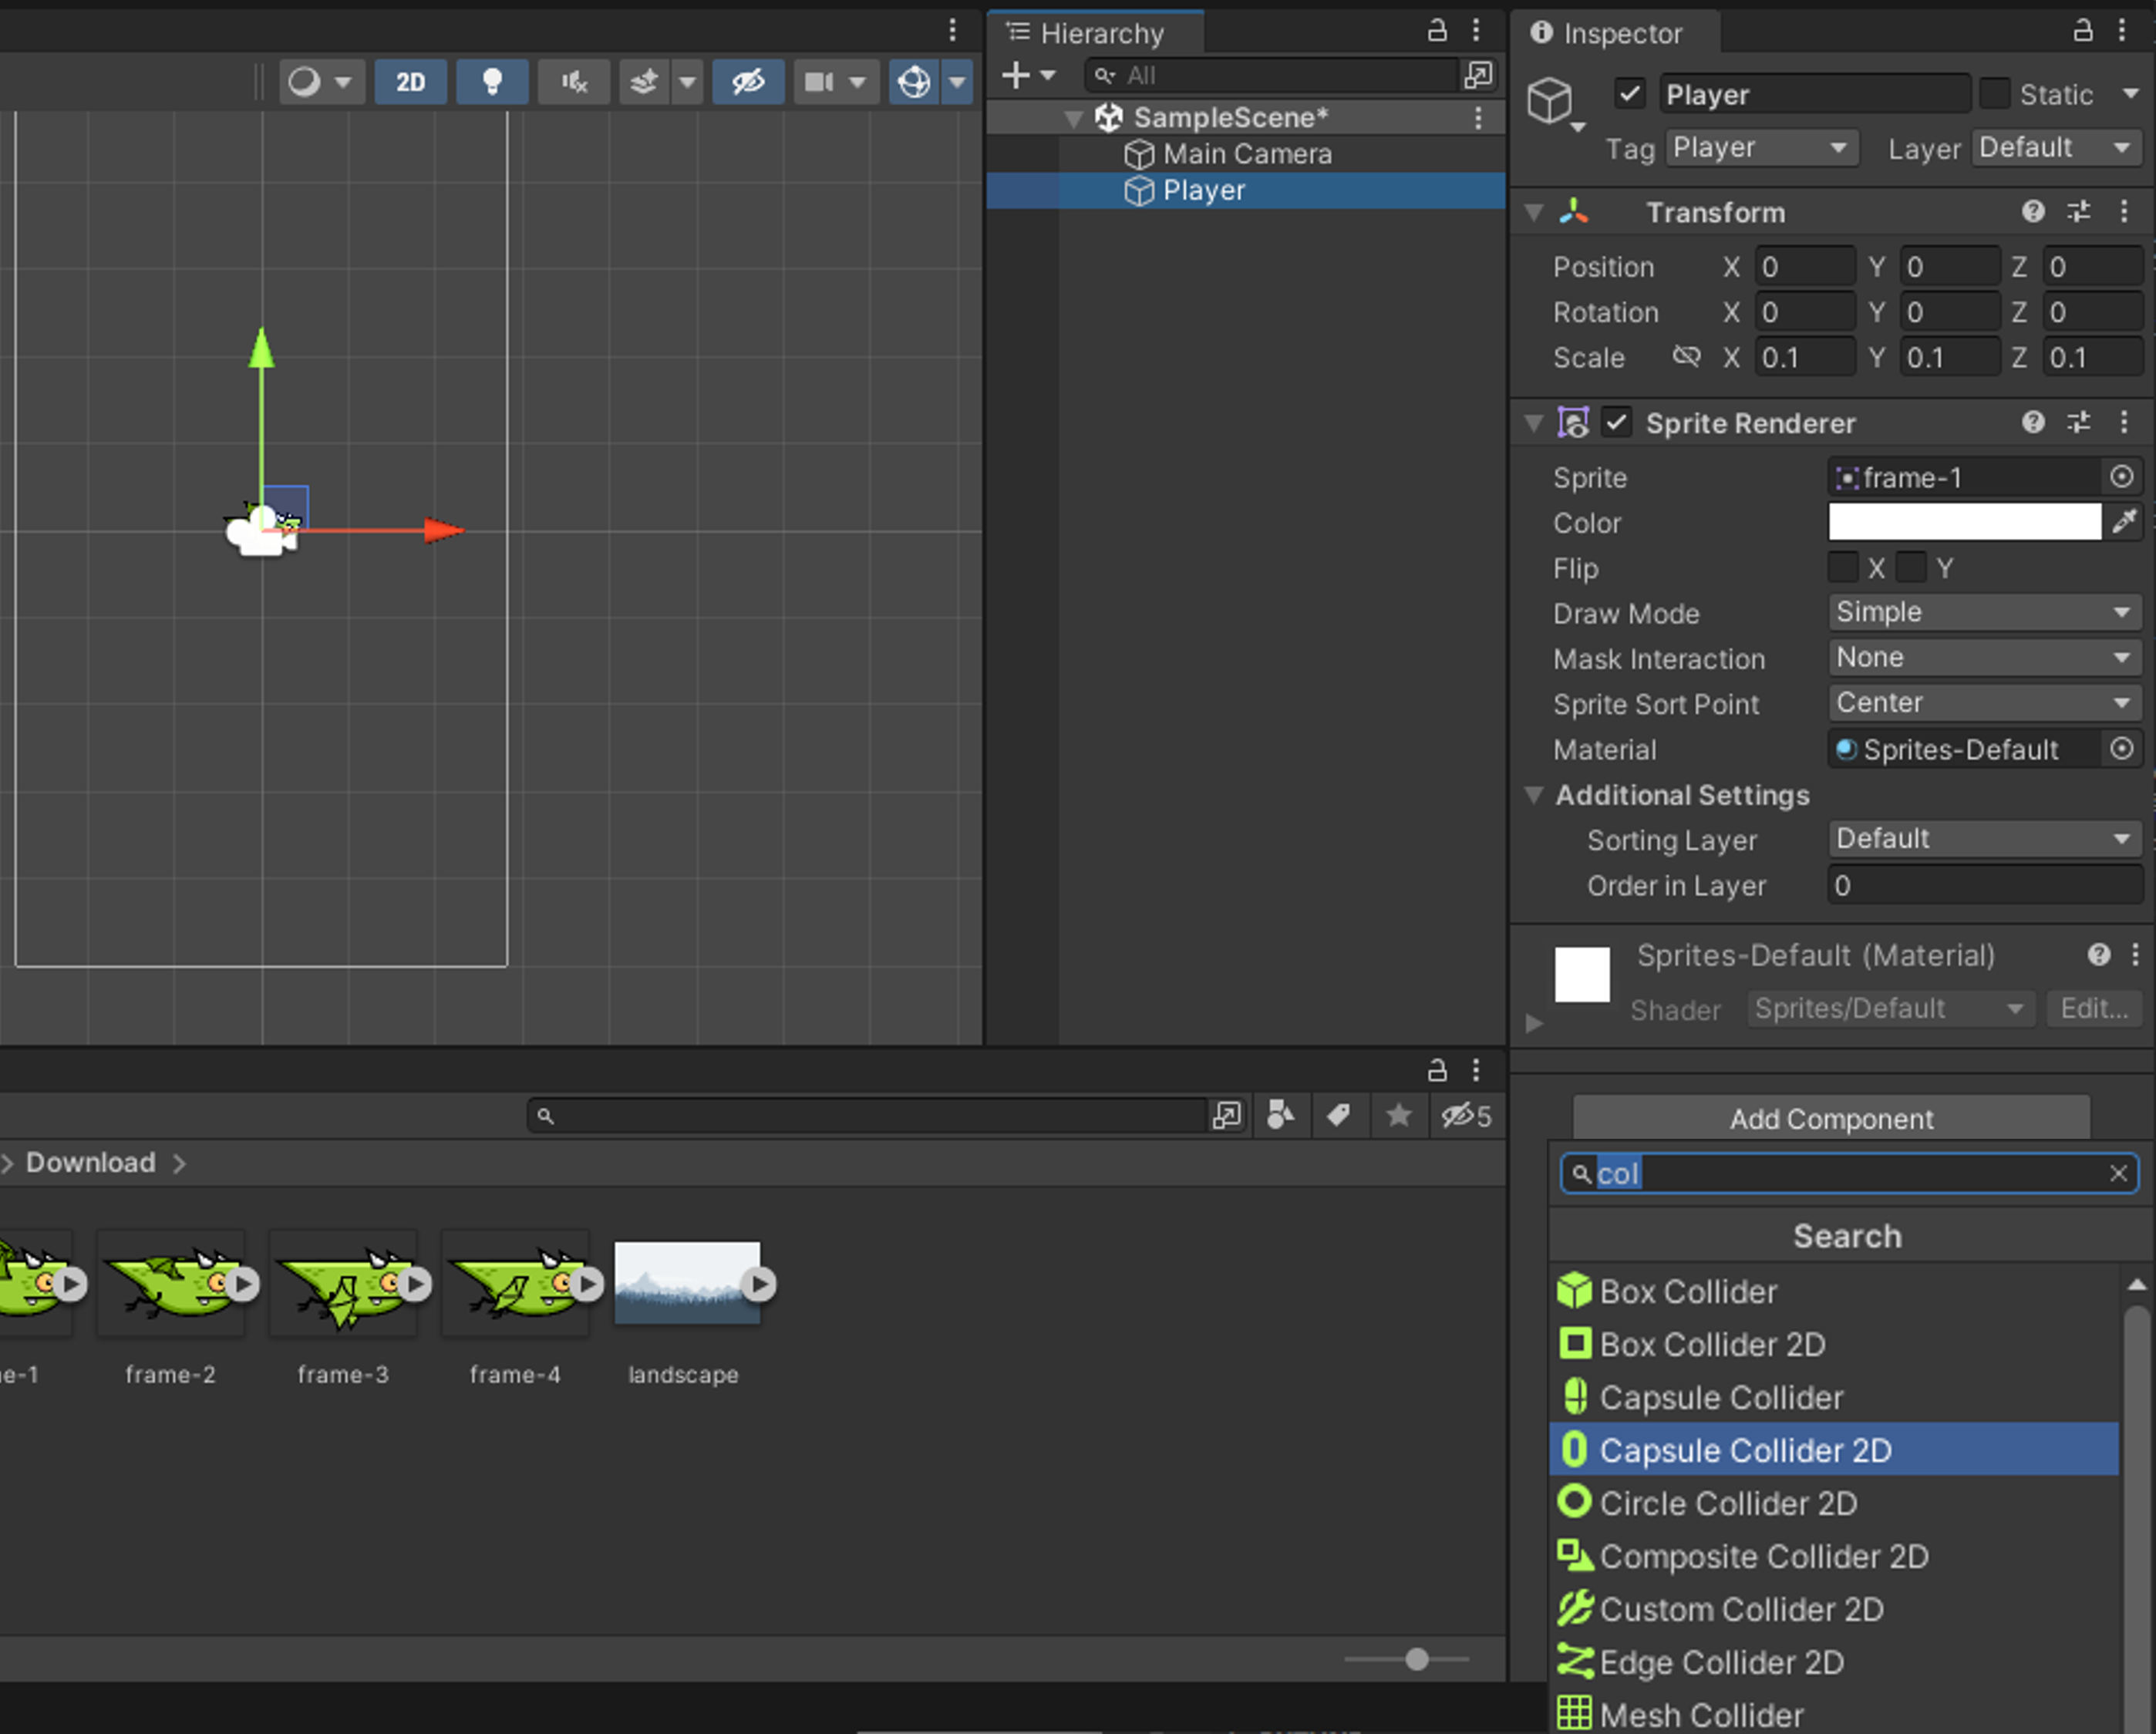 2D
Hierarchy
All
SampleScene*
Main Camera
Player
5
Download
e-1
frame-2
frame-3
frame-4
landscape
Inspector
Player
Static
Tag Player Layer Default
Transform
Position X 0 Y 0 Z 0
Rotation X 0 Y 0 Z 0
Scale X 0.1 Y 0.1 Z 0.1
Sprite Renderer
Sprite frame-1
Color
Flip X Y
Draw Mode Simple
Mask Interaction None
Sprite Sort Point Center
Material Sprites-Default
Additional Settings
Sorting Layer Default
Order in Layer 0
Sprites-Default (Material)
Shader Sprites/Default Edit...
Add Component
col
Search
Box Collider
Box Collider 2D
Capsule Collider
Capsule Collider 2D
Circle Collider 2D
Composite Collider 2D
Custom Collider 2D
Edge Collider 2D
Mesh Collider